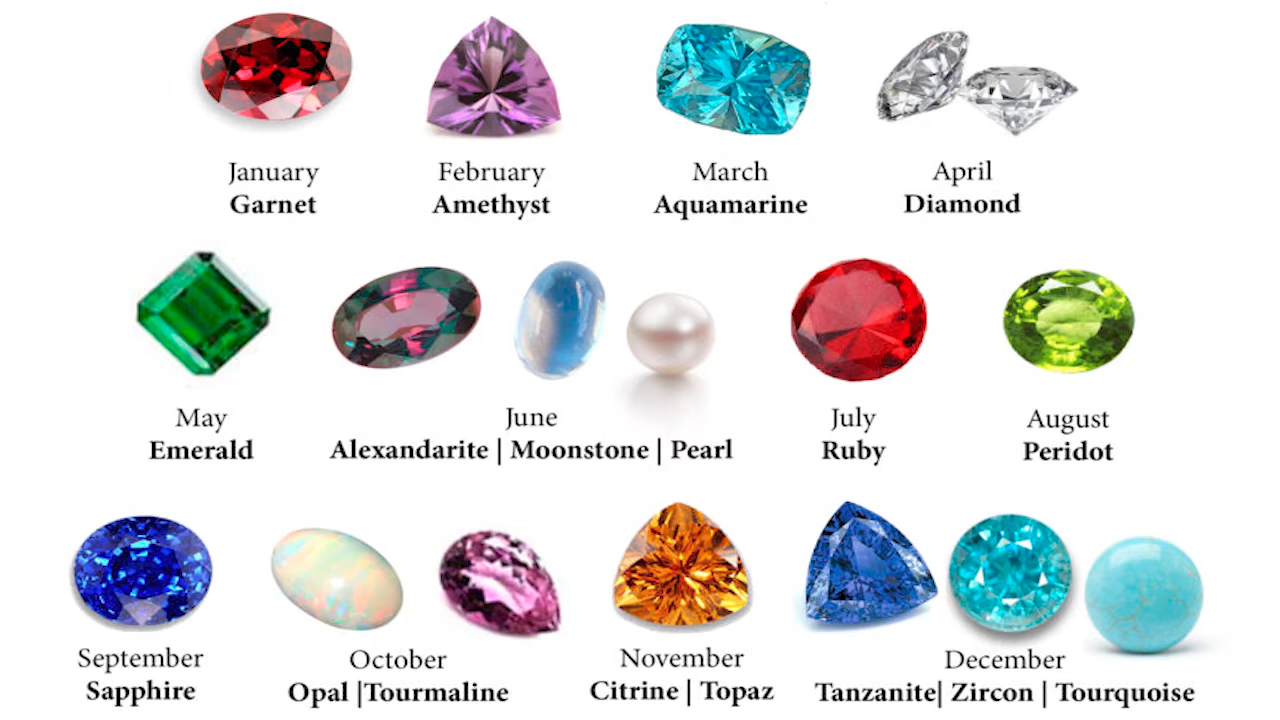 January
Garnet
February
Amethyst
March
Aquamarine
April
Diamond
May
Emerald
June
Alexandarite | Moonstone | Pearl
July
Ruby
August
Peridot
September
Sapphire
October
Opal |Tourmaline
November
Citrine | Topaz
December
Tanzanite| Zircon | Tourquoise